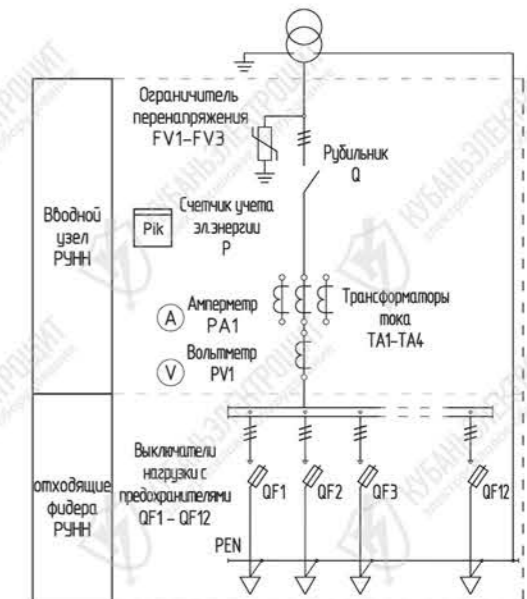 Ограничитель
перенапряжения
FV1-FV3
Рубильник
Q
Вводной
узел
РУНН
Pik
Счетчик учета
эл.энергии
P
A
Амперметр
PA1
Трансформаторы
тока
TA1-TA4
V
Вольтметр
PV1
отходящие
фидера
РУНН
Выключатели
нагрузки с
предохранителями
QF1 - QF12
QF1
QF2
QF3
QF12
PEN
КУБАНЬЭЛЕКТРОЩИТ